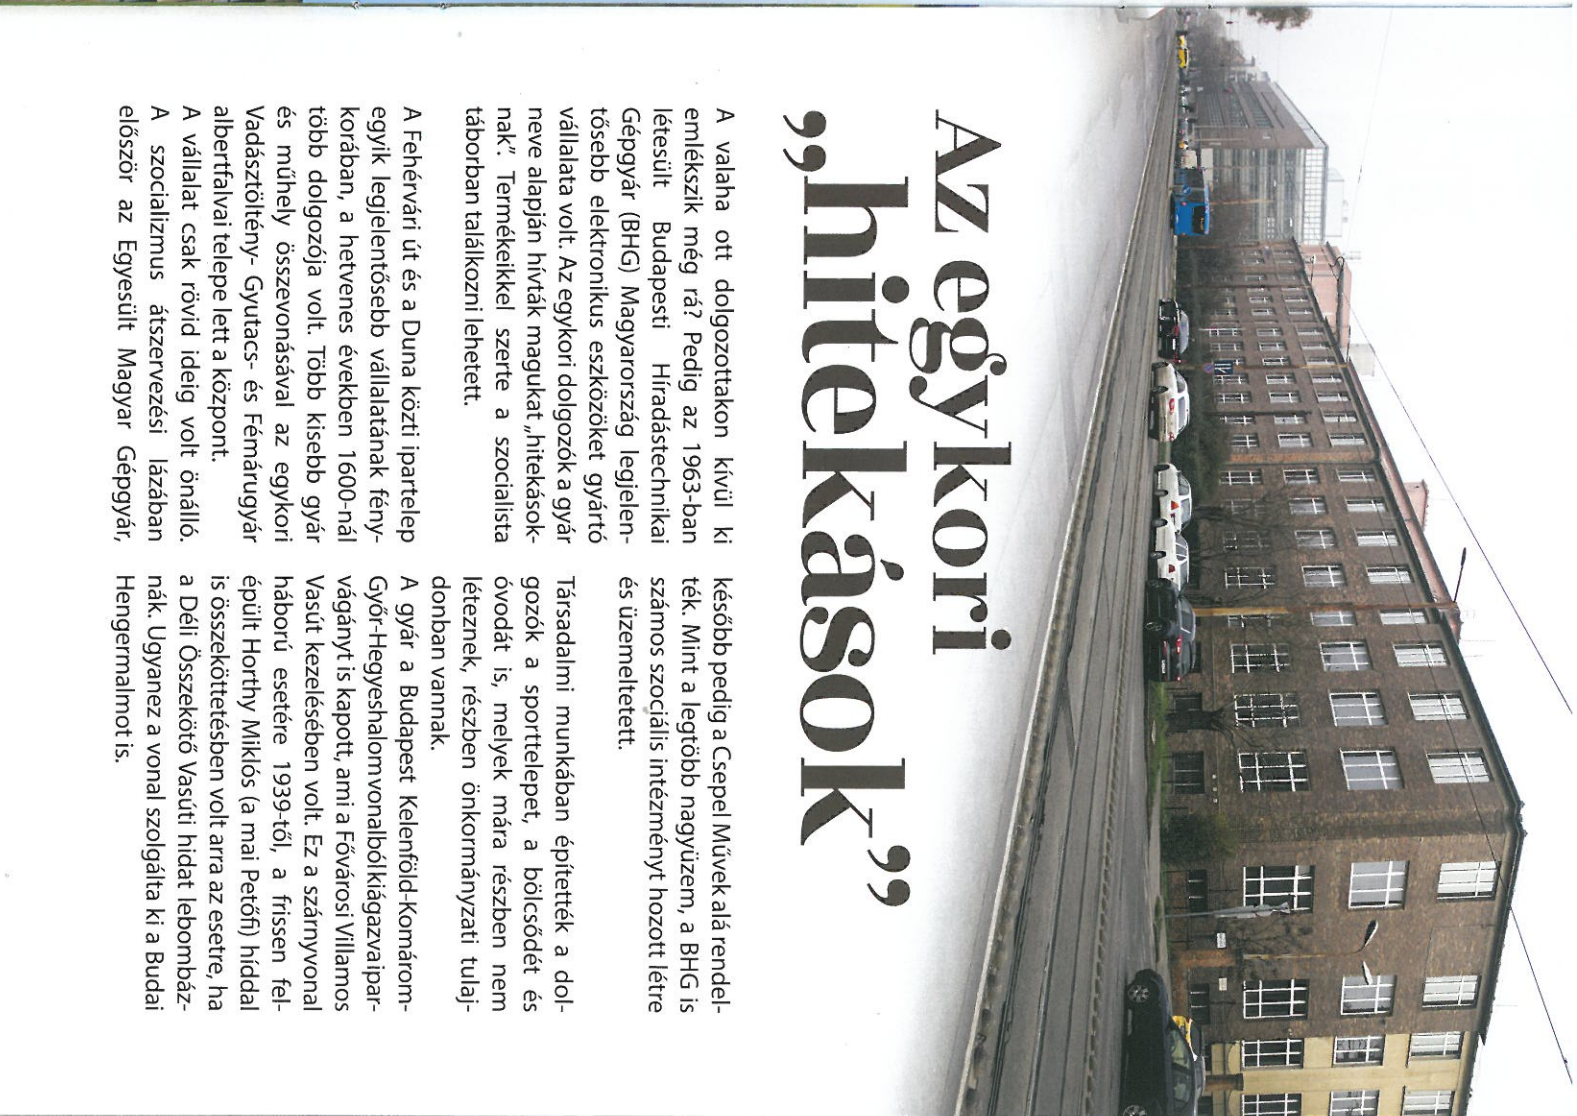 Az egykori
„hitekások”
A valaha ott dolgozottakon kívül ki
emlékszik még rá? Pedig az 1963-ban
létesült Budapesti Híradástechnikai
Gépgyár (BHG) Magyarország legjelen-
tősebb elektronikus eszközöket gyártó
vállalata volt. Az egykori dolgozók a gyár
neve alapján hívták magukat „hitekások-
nak”. Termékeikkel szerte a szocialista
táborban találkozni lehetett.
A Fehérvári út és a Duna közti ipartelep
egyik legjelentősebb vállalatának fény-
korában, a hetvenes években 1600-nál
több dolgozója volt. Több kisebb gyár
és műhely összevonásával az egykori
Vadásztöltény- Gyutacs- és Fémárugyár
albertfalvai telepe lett a központ.
A vállalat csak rövid ideig volt önálló.
A szocializmus átszervezési lázában
először az Egyesült Magyar Gépgyár,
később pedig a Csepel Művek alá rendel-
ték. Mint a legtöbb nagyüzem, a BHG is
számos szociális intézményt hozott létre
és üzemeltetett.
Társadalmi munkában építették a dol-
gozók a sporttelepet, a bölcsődét és
óvodát is, melyek mára részben nem
léteznek, részben önkormányzati tulaj-
donban vannak.
A gyár a Budapest Kelenföld-Komárom-
Győr-Hegyeshalom vonalból kiágazva ipar-
vágányt is kapott, ami a Fővárosi Villamos
Vasút kezelésében volt. Ez a szárnyvonal
háború esetére 1939-től, a frissen fel-
épült Horthy Miklós (a mai Petőfi) híddal
is összeköttetésben volt arra az esetre, ha
a Déli Összekötő Vasúti hidat lebombáz-
nák. Ugyanez a vonal szolgálta ki a Budai
Hengermalmot is.